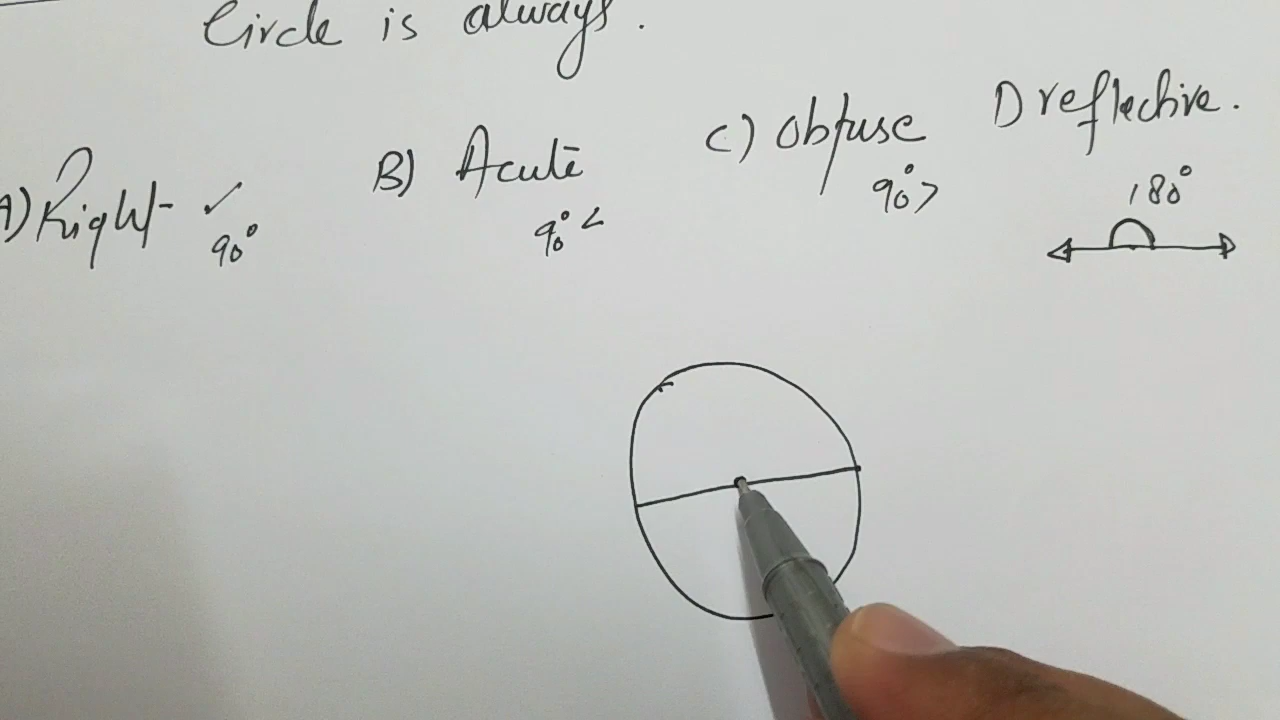 Circle is always.
A) Right ✓ B) Acute C) Obtuse D reflective.
90° 90° < 90° > 180°